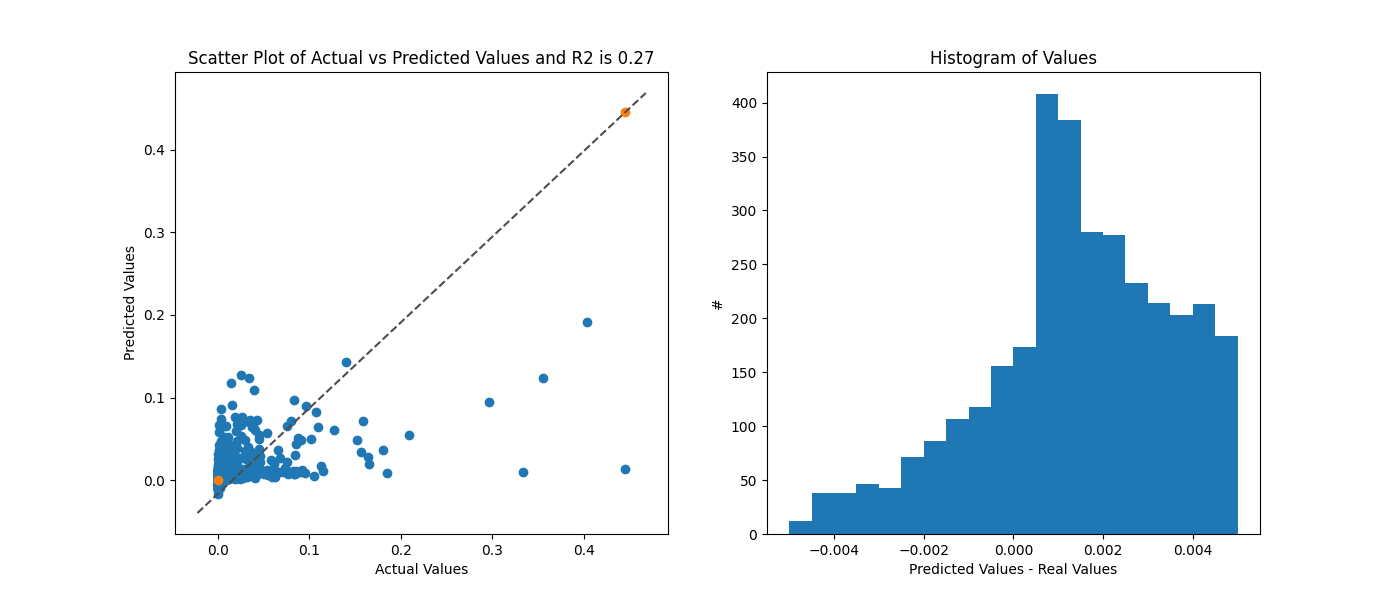 Scatter Plot of Actual vs Predicted Values and R2 is 0.27
Predicted Values
0.4
0.3
0.2
0.1
0.0
0.0 0.1 0.2 0.3 0.4
Actual Values
Histogram of Values
#
400
350
300
250
200
150
100
50
0
−0.004 −0.002 0.000 0.002 0.004
Predicted Values - Real Values